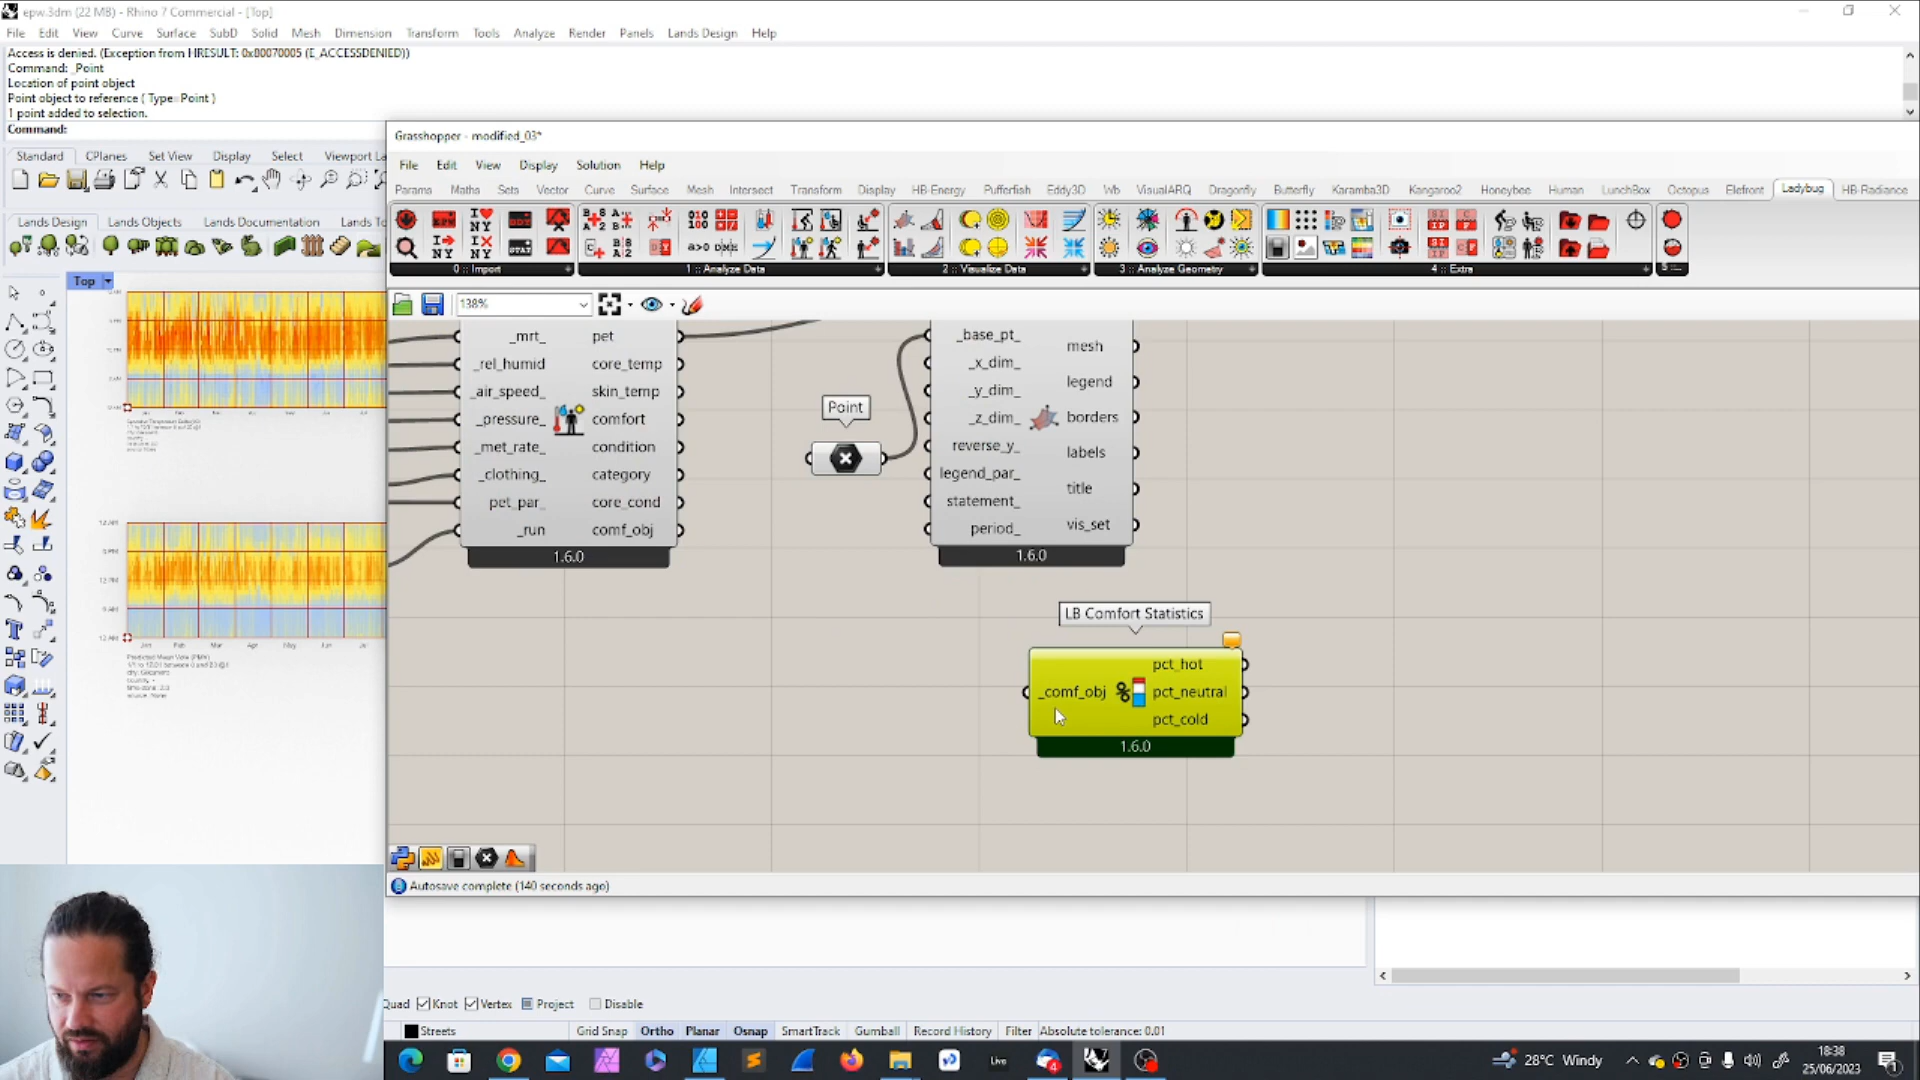 epw.3dm (22 MB) - Rhino 7 Commercial - [Top]
File Edit View Curve Surface SubD Solid Mesh Dimension Transform Tools Analyze Render Panels Lands Design Help
Access is denied. (Exception from HRESULT: 0x80070005 (E_ACCESSDENIED))
Command: _Point
Location of point object
Point object to reference ( Type=Point )
1 point added to selection.
Command:
Standard CPlanes Set View Display Select Viewport La
Lands Design Lands Objects Lands Documentation Lands To
Top
Grasshopper - modified_03*
File Edit View Display Solution Help
Params Maths Sets Vector Curve Surface Mesh Intersect Transform Display HB-Energy Pufferfish Eddy3D Wb VisualARQ Dragonfly Butterfly Karamba3D Kangaroo2 Honeybee Human LunchBox Octopus Elefront Ladybug HB-Radiance
0 :: Import
1 :: Analyze Data
2 :: Visualize Data
3 :: Analyze Geometry
4 :: Extra
138%
_mrt_ pet
_rel_humid core_temp
_air_speed_ skin_temp
_pressure_ comfort
_met_rate_ condition
_clothing_ category
pet_par_ core_cond
_run comf_obj
1.6.0
Point
_base_pt_
_x_dim_
_y_dim_
_z_dim_
reverse_y_
legend_par_
statement_
period_
mesh
legend
borders
labels
title
vis_set
1.6.0
LB Comfort Statistics
_comf_obj
pct_hot
pct_neutral
pct_cold
1.6.0
Autosave complete (140 seconds ago)
Quad Knot Vertex Project Disable
Streets Grid Snap Ortho Planar Osnap SmartTrack Gumball Record History Filter Absolute tolerance: 0.01
Live
4
28°C Windy
18:38
25/06/2023
1